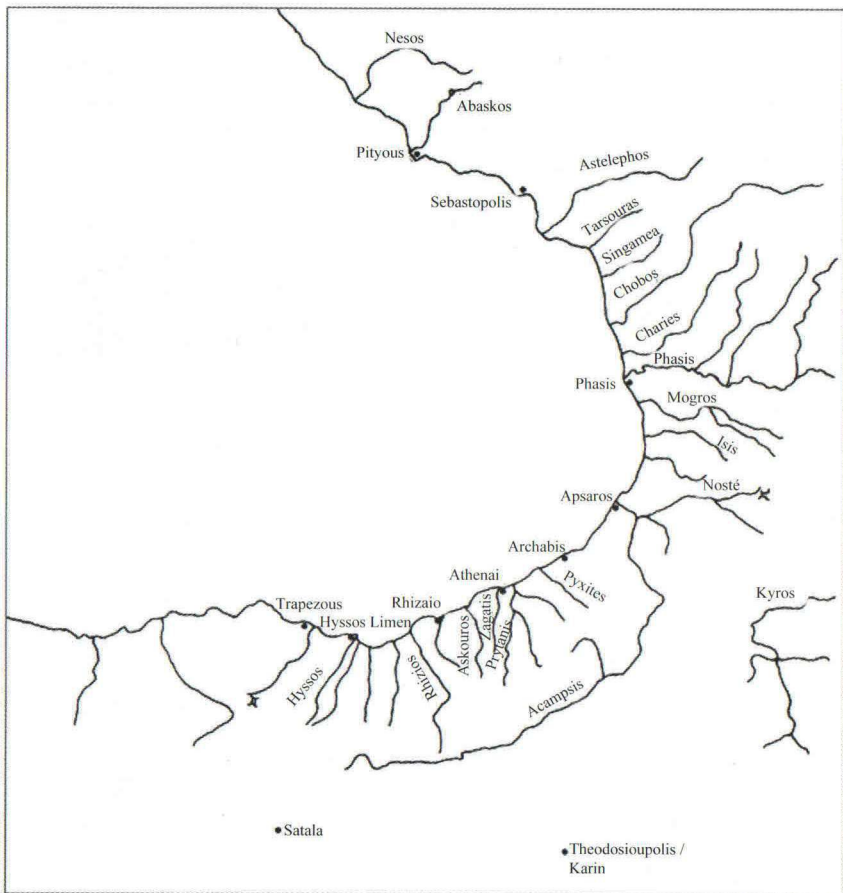 Nesos
Abaskos
Pityous
Astelephos
Sebastopolis
Tarsouras
Singamea
Chobos
Charies
Phasis
Phasis
Mogros
Isis
Nosté
Apsaros
Archabis
Athenai
Pyxites
Kyros
Trapezous
Hyssos Limen
Rhizaio
Askouros
Zagatis
Prytanis
Hyssos
Rhizios
Acampsis
Satala
Theodosioupolis /
Karin